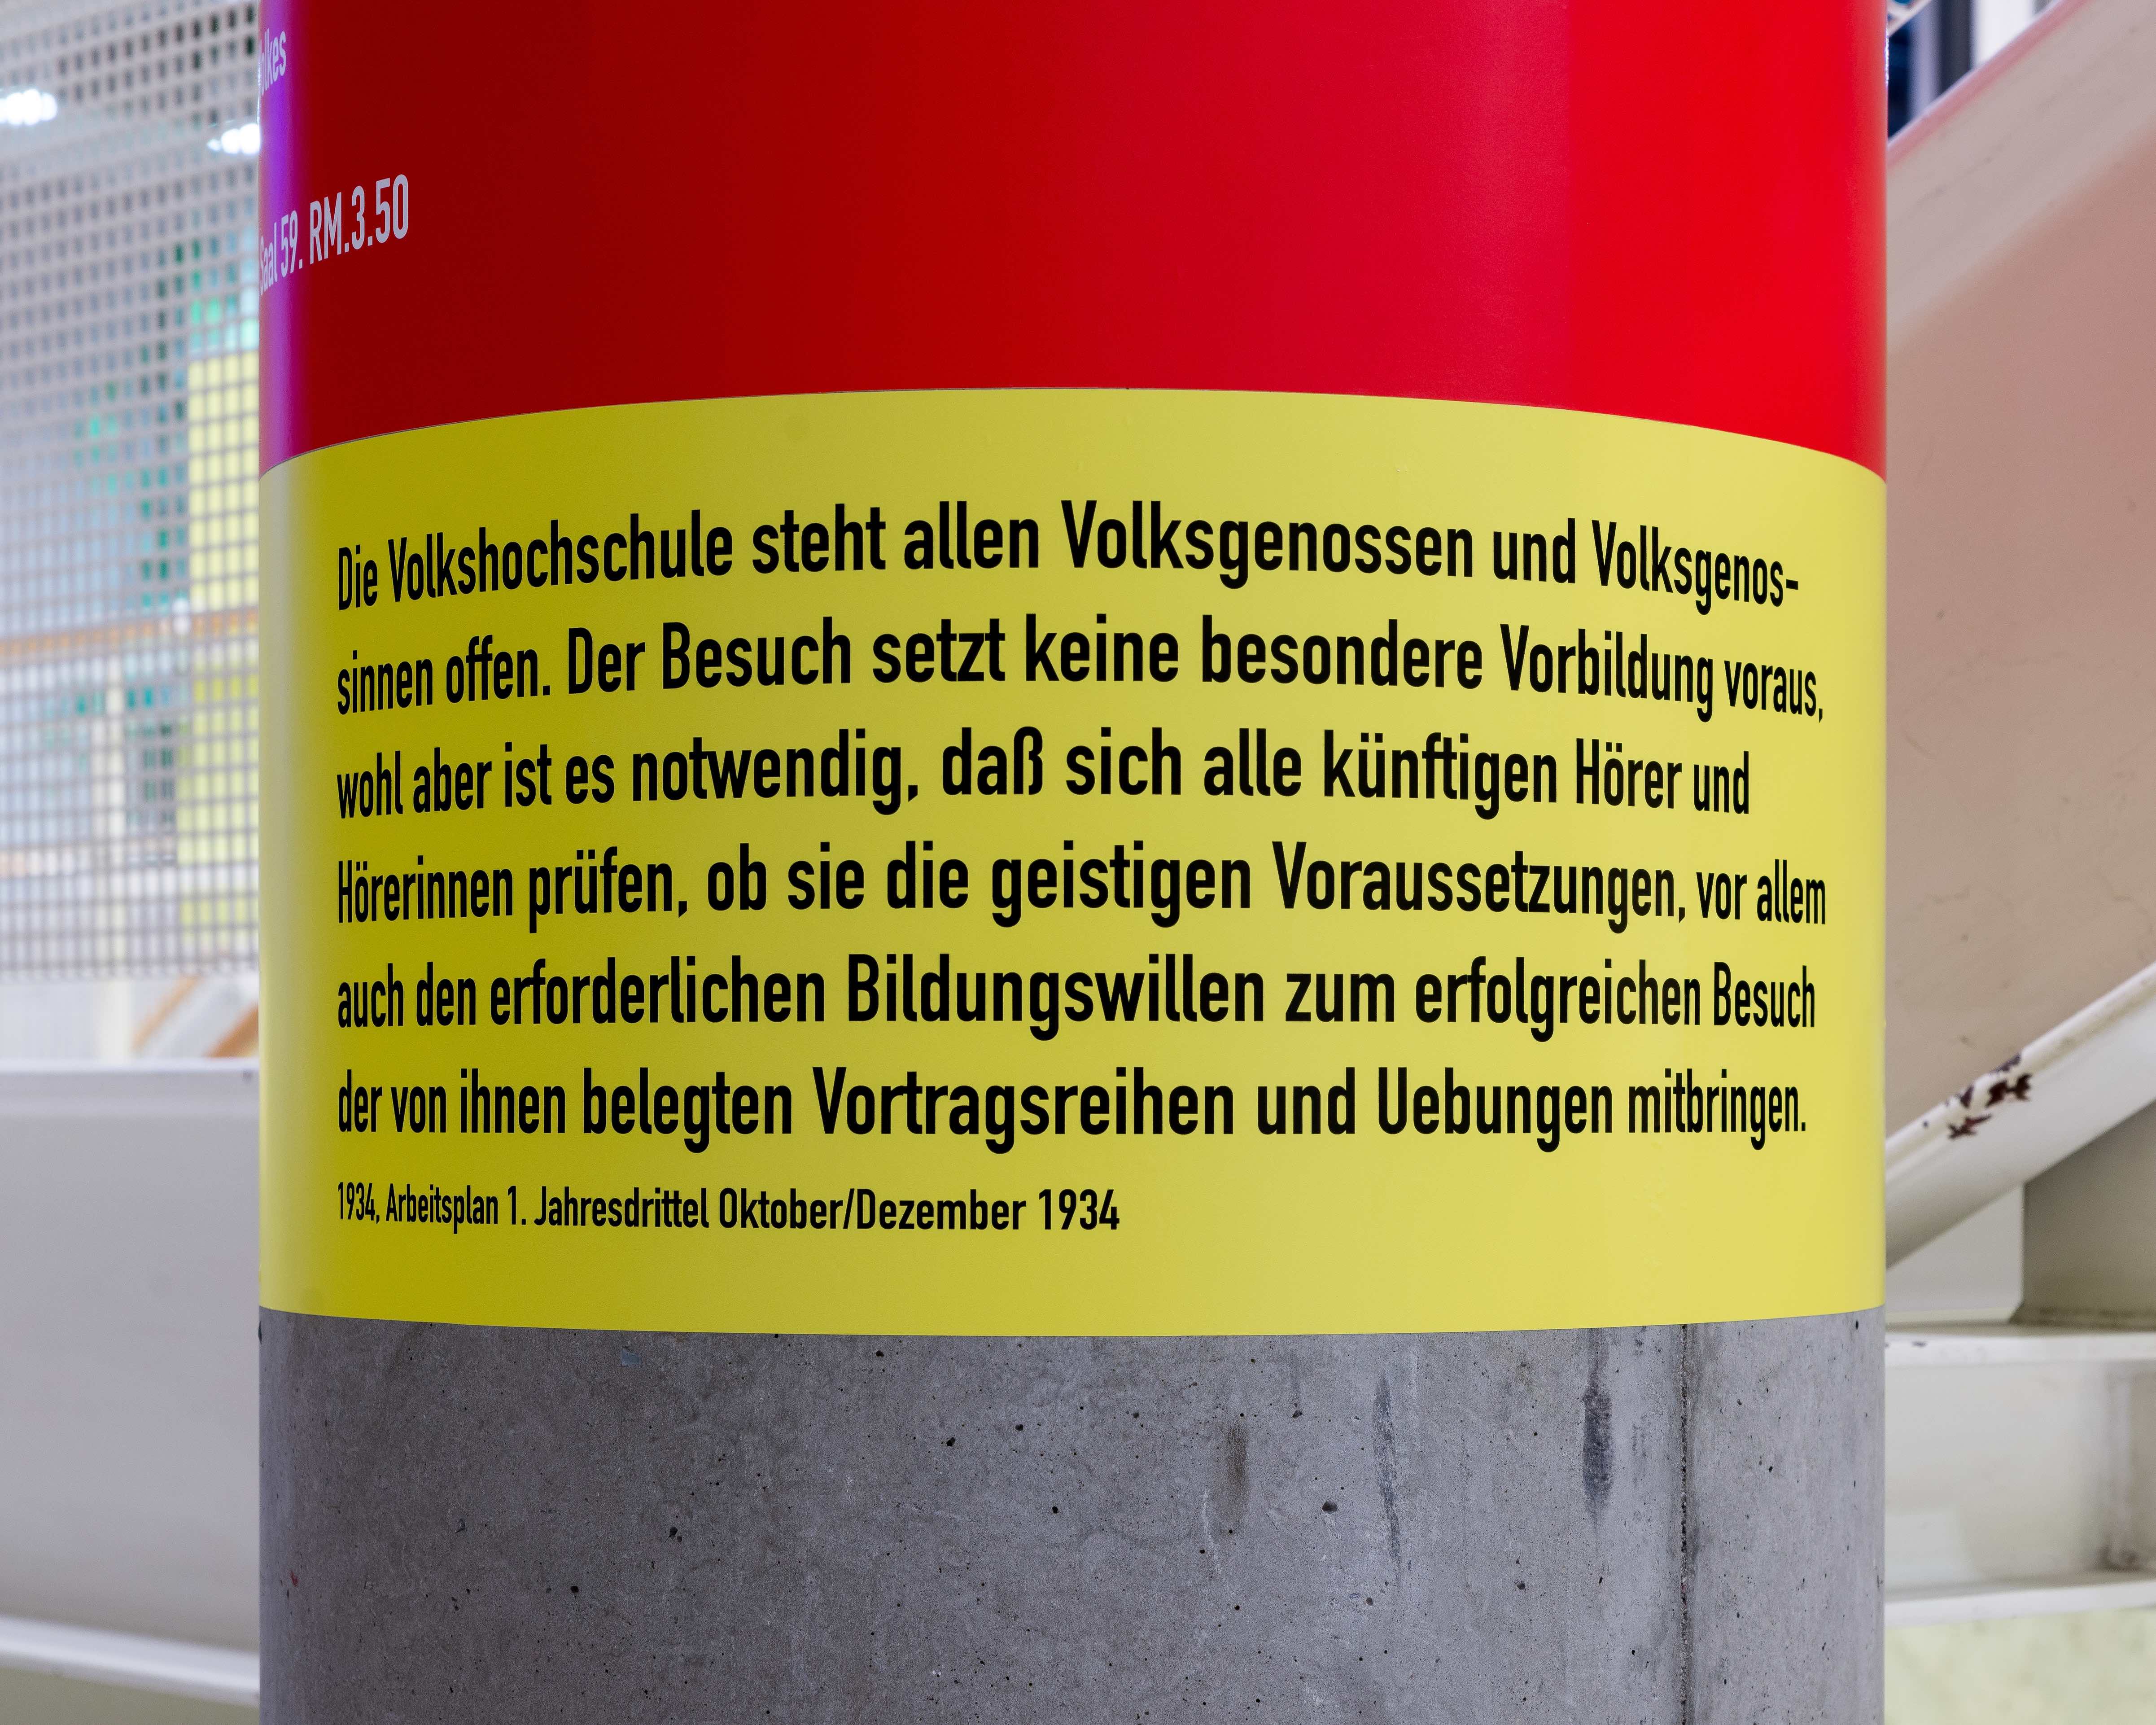 Saal 59. RM.3.50
Die Volkshochschule steht allen Volksgenossen und Volksgenos-
sinnen offen. Der Besuch setzt keine besondere Vorbildung voraus,
wohl aber ist es notwendig, daß sich alle künftigen Hörer und
Hörerinnen prüfen, ob sie die geistigen Voraussetzungen, vor allem
auch den erforderlichen Bildungswillen zum erfolgreichen Besuch
der von ihnen belegten Vortragsreihen und Uebungen mitbringen.
1934, Arbeitsplan 1. Jahresdrittel Oktober/Dezember 1934